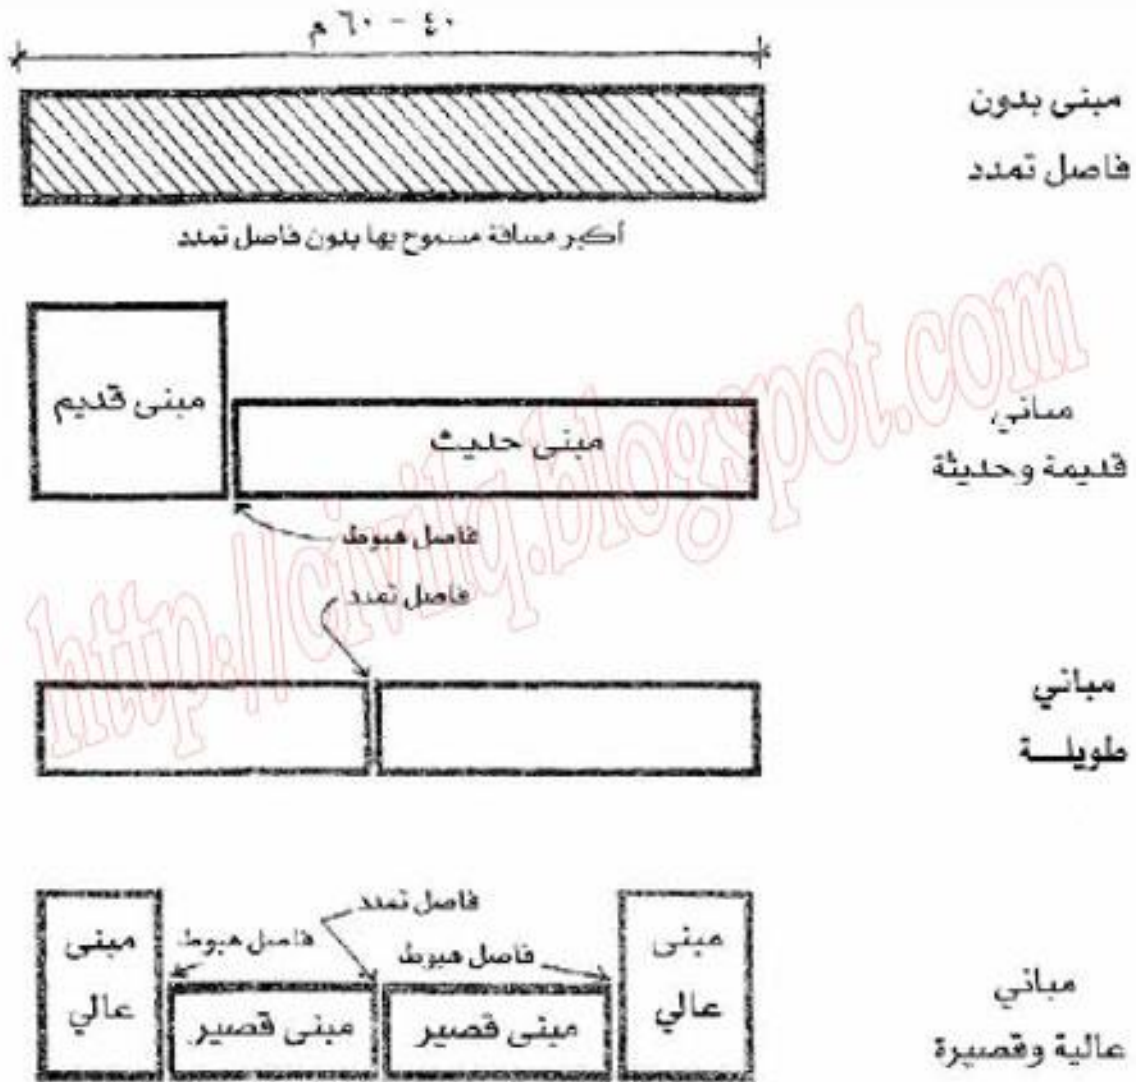 ٤٠ - ٦٠ م
مبنى بدون
فاصل تمدد
أكبر مسافة مسموح بها بدون فاصل تمدد
مبنى قديم
مبنى حديث
مباني
قديمة وحديثة
فاصل هبوط
فاصل تمدد
مباني
طويلــة
فاصل تمدد
فاصل هبوط
فاصل هبوط
مبنى
عالي
مبنى قصير
مبنى قصير
مبنى
عالي
مباني
عالية وقصيرة
http://civilq.blogspot.com